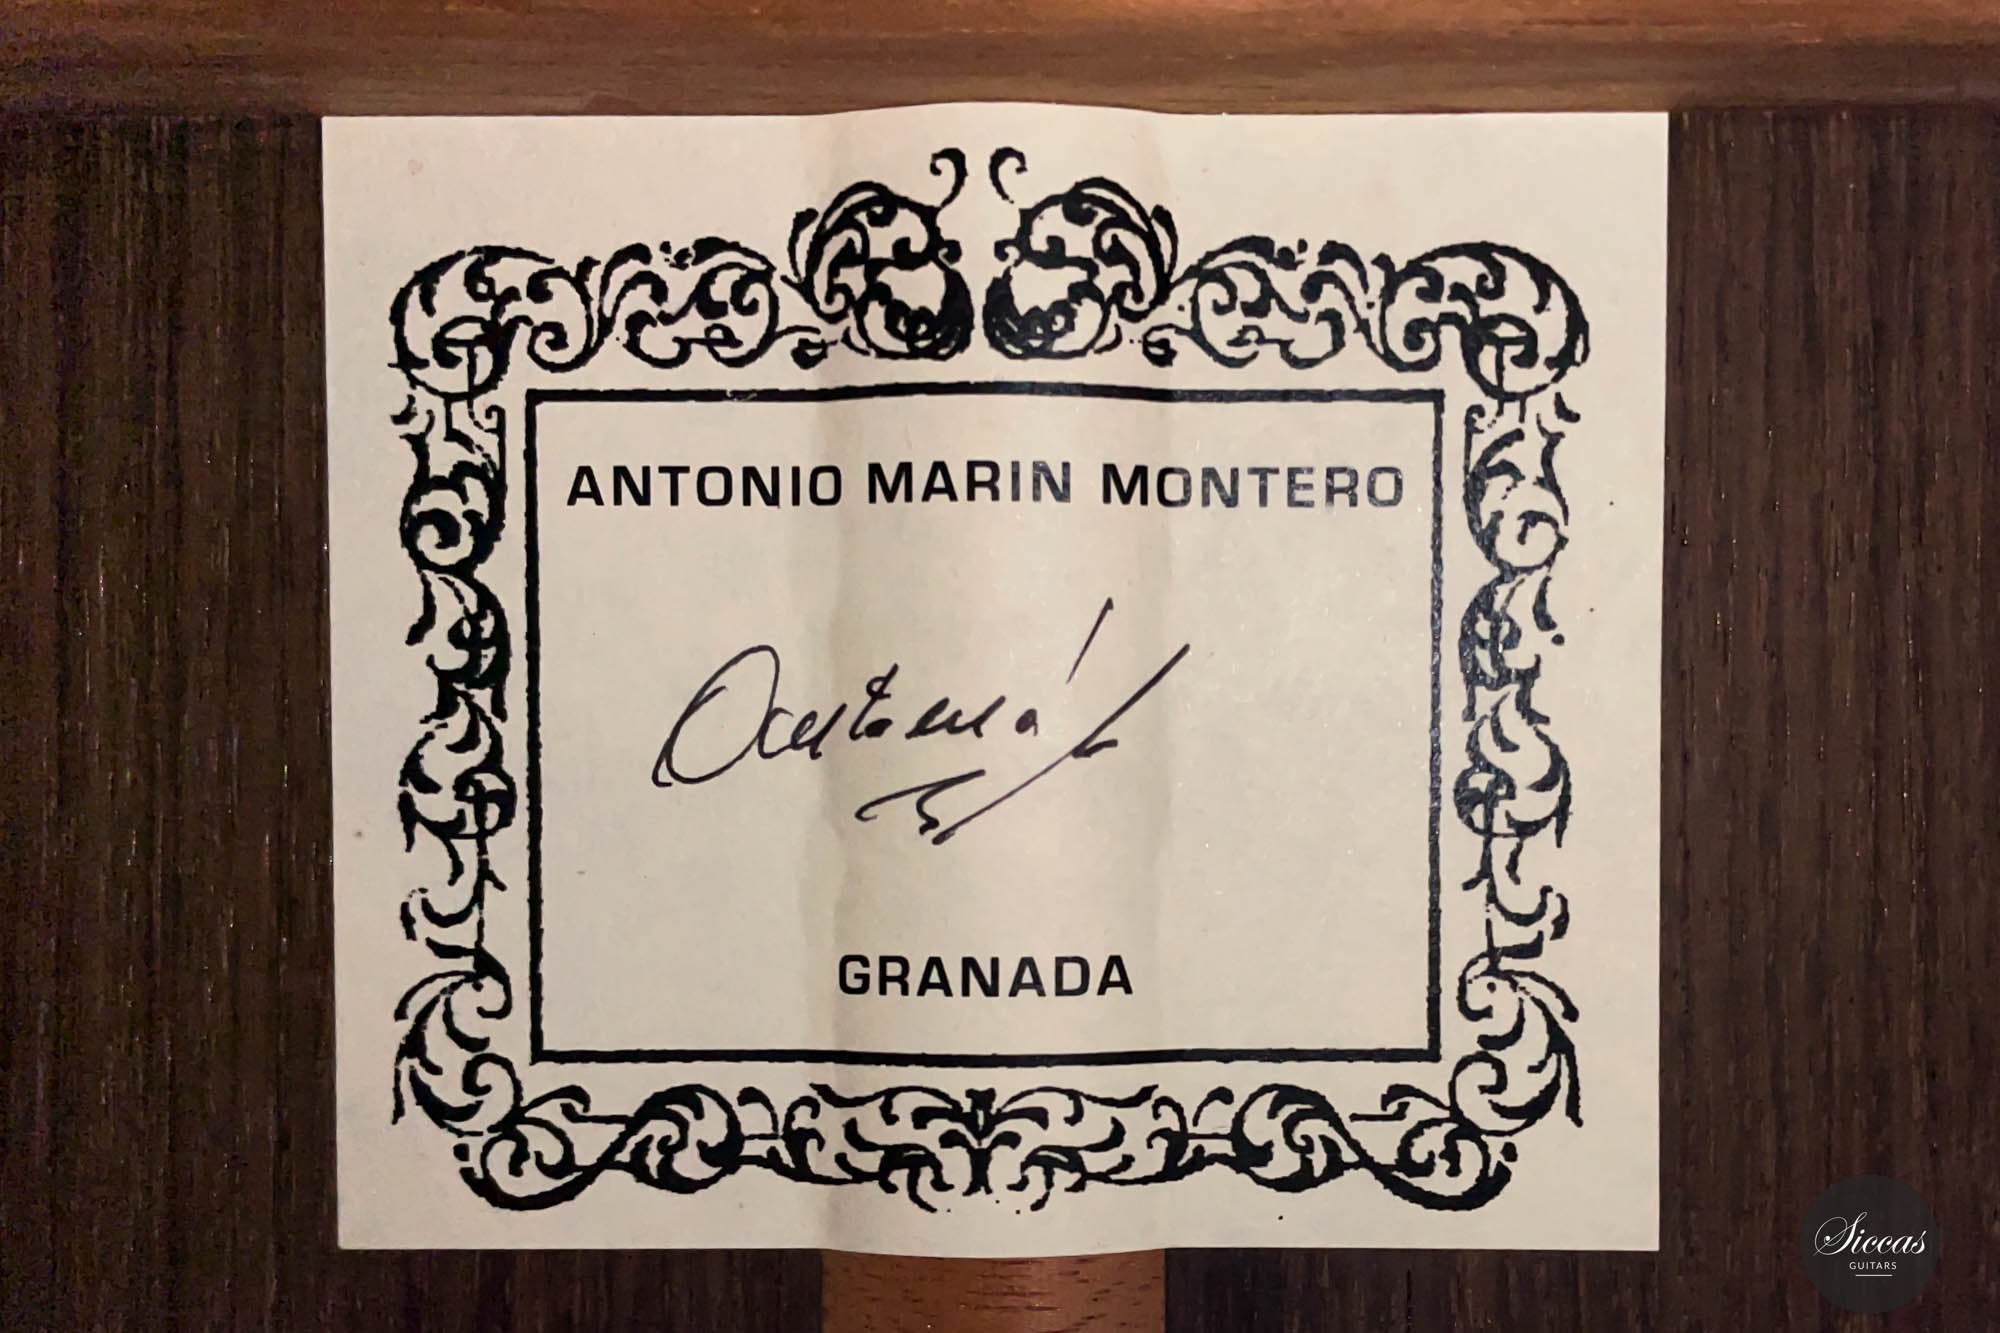 ANTONIO MARIN MONTERO
GRANADA
Siccas
GUITARS